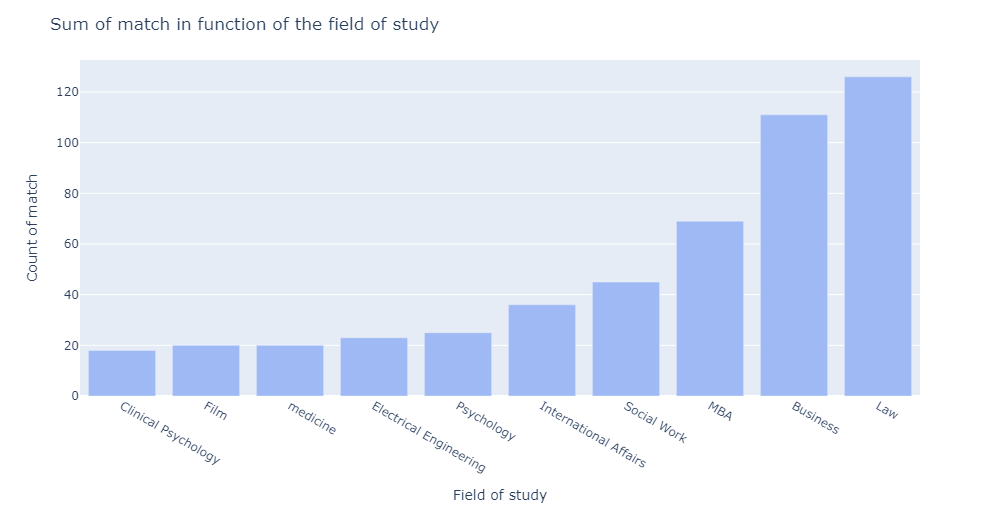 Sum of match in function of the field of study
Count of match
120
100
80
60
40
20
0
Clinical Psychology
Film
medicine
Electrical Engineering
Psychology
International Affairs
Social Work
MBA
Business
Law
Field of study